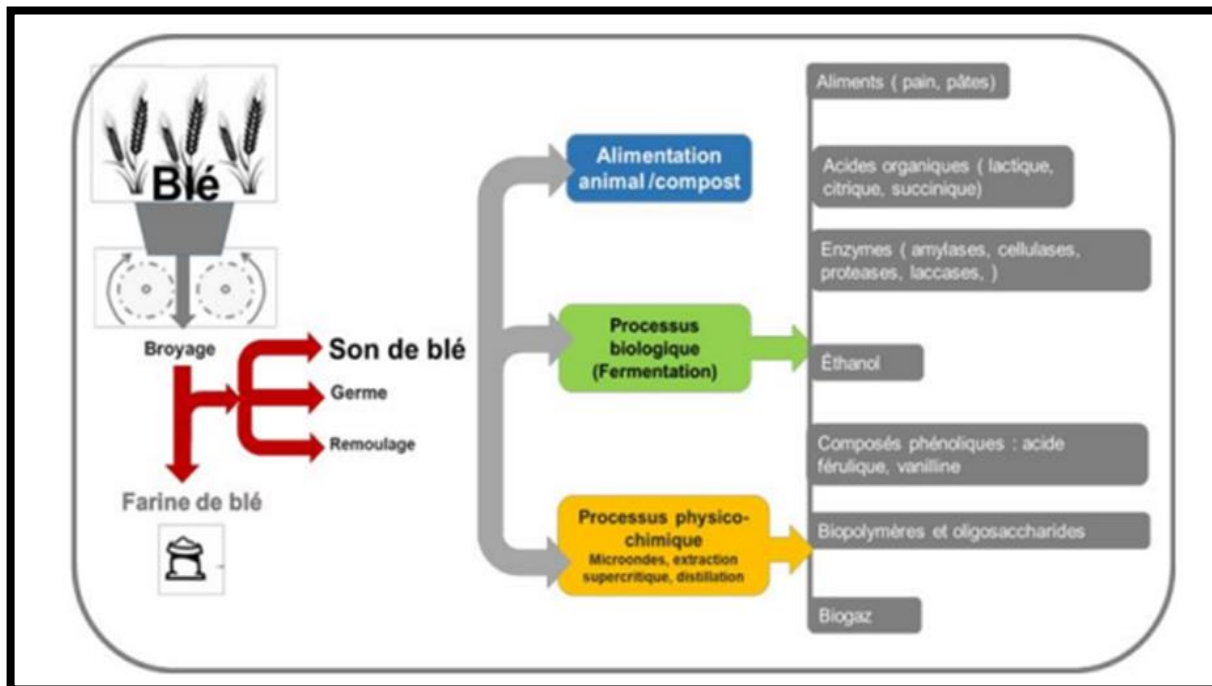 Blé
Broyage
Son de blé
Germe
Remoulage
Farine de blé
Alimentation
animal/compost
Processus
biologique
(Fermentation)
Processus physico-
chimique
Microondes, extraction
supercritique, distillation
Aliments ( pain, pâtes)
Acides organiques ( lactique,
citrique, succinique)
Enzymes ( amylases, cellulases,
proteases, laccases, )
Éthanol
Composés phénoliques : acide
férulique, vanilline
Biopolymères et oligosaccharides
Biogaz